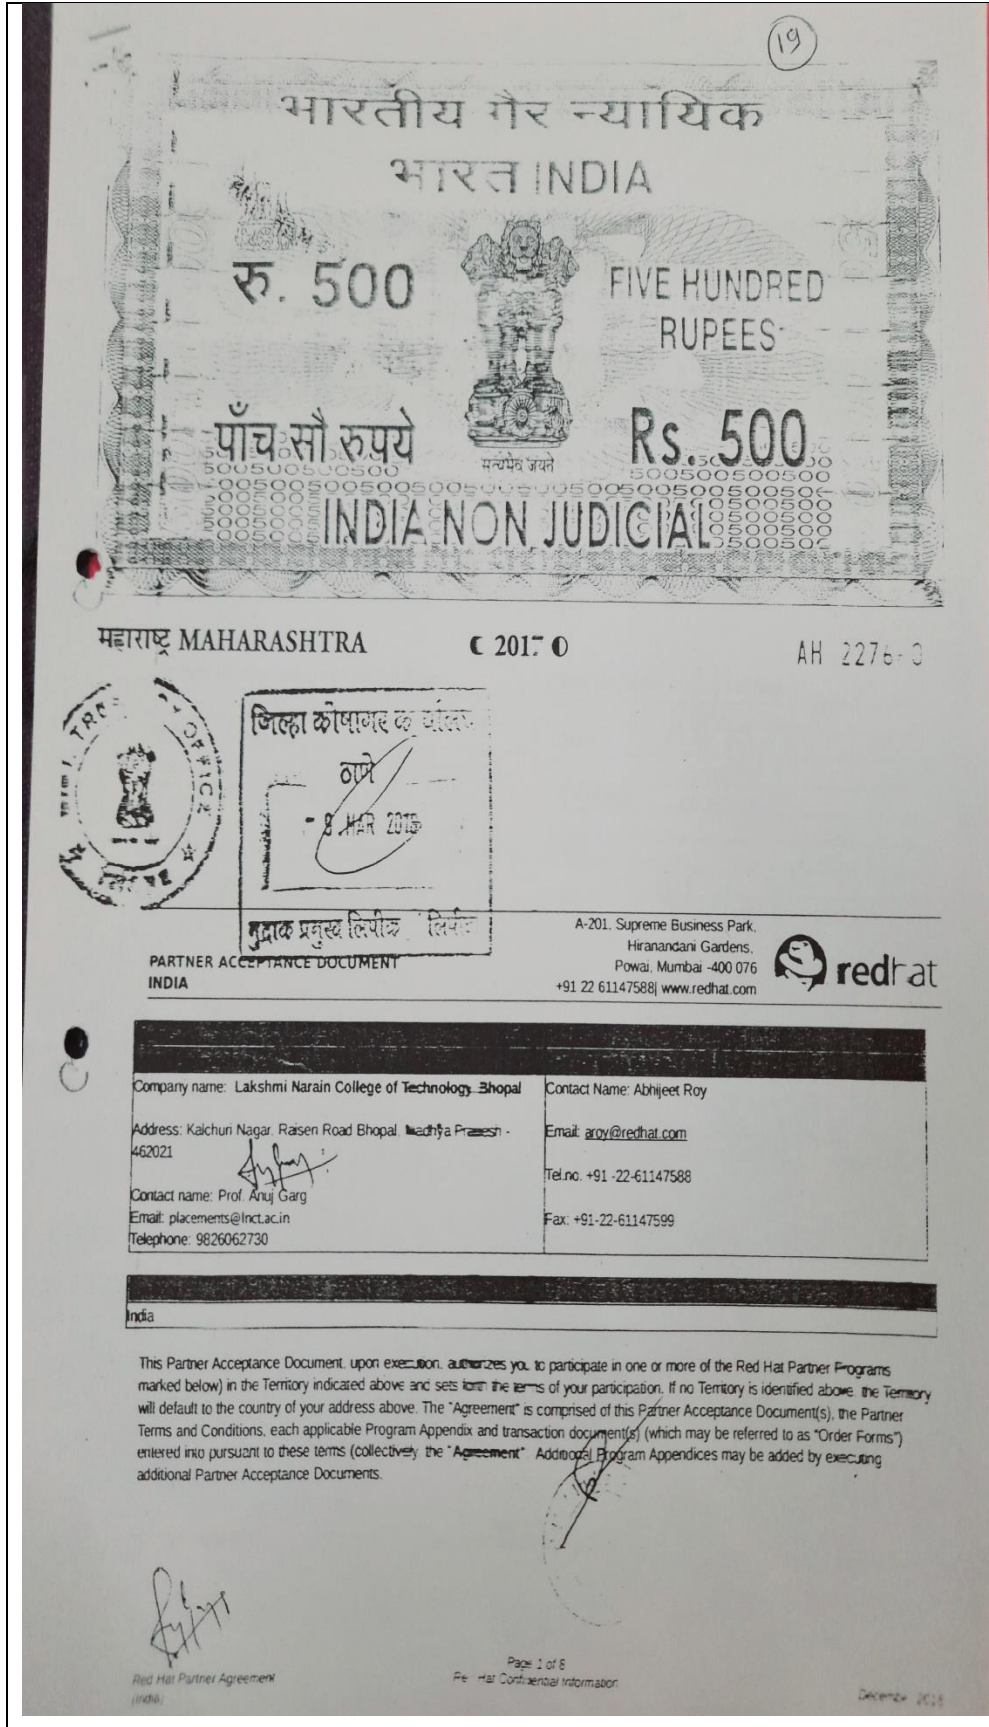 19
भारतीय गैर न्यायिक
भारत INDIA
रु. 500
FIVE HUNDRED
RUPEES
पाँच सौ रुपये
Rs. 500
सत्यमेव जयते
INDIA NON JUDICIAL
महाराष्ट्र MAHARASHTRA
2017
AH 2276
जिल्हा कोषागार
ठाणे
8 MAR
OFFICE
मुद्रांक प्रमुख लिपीक
PARTNER ACCEPTANCE DOCUMENT
INDIA
A-201. Supreme Business Park,
Hiranandani Gardens,
Powai, Mumbai -400 076
+91 22 61147588| www.redhat.com
redhat
Company name: Lakshmi Narain College of Technology Bhopal
Address: Kalchuri Nagar, Raisen Road Bhopal, Madhya Pradesh -
462021
Contact name: Prof. Anuj Garg
Email: placements@lnct.ac.in
Telephone: 9826062730
Contact Name: Abhijeet Roy
Email: aroy@redhat.com
Tel.no. +91 -22-61147588
Fax: +91-22-61147599
India
This Partner Acceptance Document, upon execution, authorizes you to participate in one or more of the Red Hat Partner Programs
marked below) in the Territory indicated above and sets forth the terms of your participation. If no Territory is identified above, the Territory
will default to the country of your address above. The "Agreement" is comprised of this Partner Acceptance Document(s), the Partner
Terms and Conditions, each applicable Program Appendix and transaction document(s) (which may be referred to as "Order Forms")
entered into pursuant to these terms (collectively the "Agreement" Additional Program Appendices may be added by executing
additional Partner Acceptance Documents.
Red Hat Partner Agreement
(India)
Page 1 of 8
Red Hat Confidential Information
December